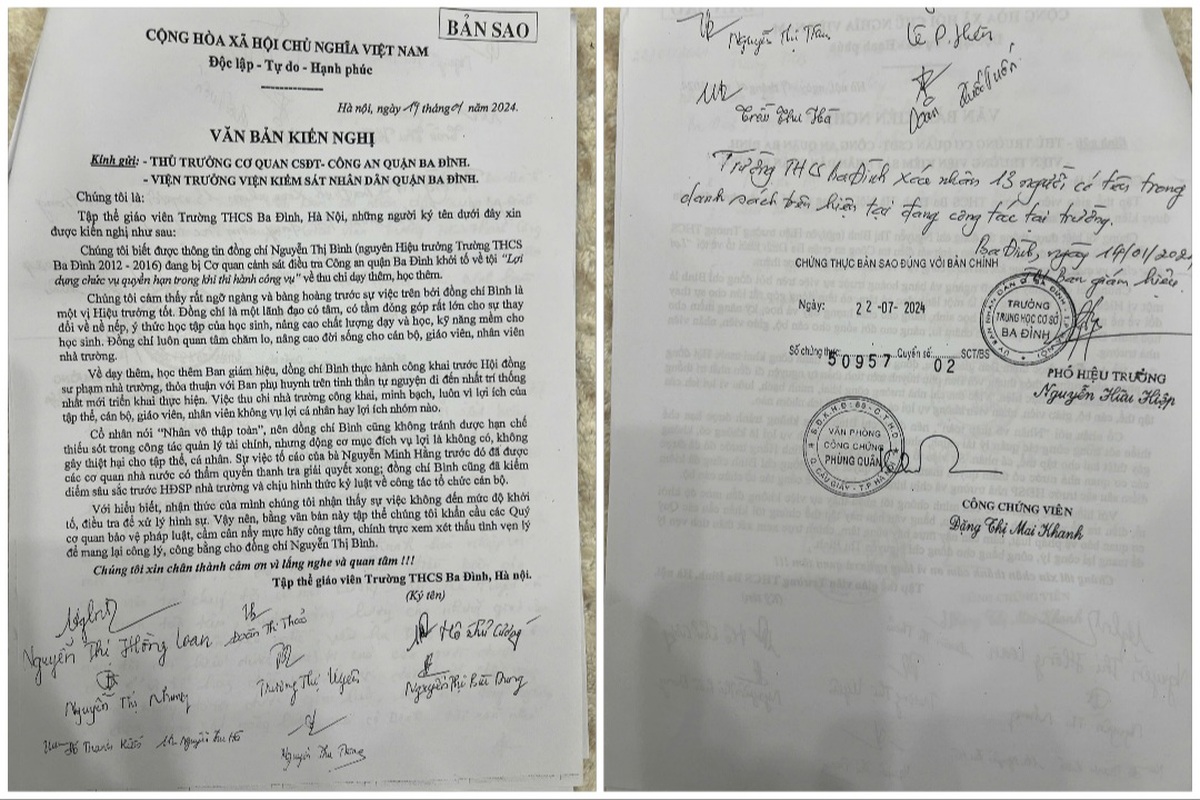 BẢN SAO
CỘNG HÒA XÃ HỘI CHỦ NGHĨA VIỆT NAM
Độc lập - Tự do - Hạnh phúc
Hà nội, ngày 17 tháng 01 năm 2024.
VĂN BẢN KIẾN NGHỊ
Kính gửi: - THỦ TRƯỞNG CƠ QUAN CSĐT- CÔNG AN QUẬN BA ĐÌNH.
- VIỆN TRƯỞNG VIỆN KIỂM SÁT NHÂN DÂN QUẬN BA ĐÌNH.
Chúng tôi là:
Tập thể giáo viên Trường THCS Ba Đình, Hà Nội, những người ký tên dưới đây xin
được kiến nghị như sau:
Chúng tôi biết được thông tin đồng chí Nguyễn Thị Bình (nguyên Hiệu trưởng Trường THCS
Ba Đình 2012 - 2016) đang bị Cơ quan cảnh sát điều tra Công an quận Ba Đình khởi tố về tội “Lợi
dụng chức vụ quyền hạn trong khi thi hành công vụ” về thu chi dạy thêm, học thêm.
Chúng tôi cảm thấy rất ngỡ ngàng và bàng hoàng trước sự việc trên bởi đồng chí Bình là
một vị Hiệu trưởng tốt. Đồng chí là một lãnh đạo có tâm, có tầm đóng góp rất lớn cho sự thay
đổi về nề nếp, ý thức học tập của học sinh, nâng cao chất lượng dạy và học, kỹ năng mềm cho
học sinh. Đồng chí luôn quan tâm chăm lo, nâng cao đời sống cho cán bộ, giáo viên, nhân viên
nhà trường.
Về dạy thêm, học thêm Ban giám hiệu, đồng chí Bình thực hành công khai trước Hội đồng
sư phạm nhà trường, thỏa thuận với Ban phụ huynh trên tinh thần tự nguyện đi đến nhất trí thống
nhất mới triển khai thực hiện. Việc thu chi nhà trường công khai, minh bạch, luôn vì lợi ích của
tập thể, cán bộ, giáo viên, nhân viên không vụ lợi cá nhân hay lợi ích nhóm nào.
Cổ nhân nói “Nhân vô thập toàn”, nên đồng chí Bình cũng không tránh được hạn chế
thiếu sót trong công tác quản lý tài chính, nhưng động cơ mục đích vụ lợi là không có, không
gây thiệt hại cho tập thể, cá nhân. Sự việc tố cáo của bà Nguyễn Minh Hằng trước đó đã được
các cơ quan nhà nước có thẩm quyền thanh tra giải quyết xong; đồng chí Bình cũng đã kiểm
điểm sâu sắc trước HĐSP nhà trường và chịu hình thức kỷ luật về công tác tổ chức cán bộ.
Với hiểu biết, nhận thức của mình chúng tôi nhận thấy sự việc không đến mức độ khởi
tố, điều tra để xử lý hình sự. Vậy nên, bằng văn bản này tập thể chúng tôi khẩn cầu các Quý
cơ quan bảo vệ pháp luật, cầm cân nảy mực hãy công tâm, chính trực xem xét thấu tình vẹn lý
để mang lại công lý, công bằng cho đồng chí Nguyễn Thị Bình.
Chúng tôi xin chân thành cám ơn vì lắng nghe và quan tâm !!!
Tập thể giáo viên Trường THCS Ba Đình, Hà nội.
(Ký tên)
Nguyễn Thị Hồng Loan Đoàn Thị Thảo Hồ Thử Cường
Nguyễn Thị Nhung Trương Thị Uyên Nguyễn Thị Bùi Dung
Thanh Nguyễn Thu Hà Nguyễn Thu
Nguyễn Thị Lê P. Hiền
Trần Thu Hà Quốc Tuấn
Trường THCS Ba Đình xác nhận 13 người có tên trong
danh sách trên hiện tại đang công tác tại trường.
Ba Đình, ngày 17/01/2024
CHỨNG THỰC BẢN SAO ĐÚNG VỚI BẢN CHÍNH
Ban giám hiệu
Ngày: 22-07-2024
TRƯỜNG
TRUNG HỌC CƠ SỞ
BA ĐÌNH
Số chứng thực 50957 Quyển số: 02 SCT/BS
PHÓ HIỆU TRƯỞNG
Nguyễn Hữu Hiệp
VĂN PHÒNG
CÔNG CHỨNG
PHÙNG QUÂN
Q.CẦU GIẤY - T.P HÀ NỘI
CÔNG CHỨNG VIÊN
Đặng Thị Mai Khanh